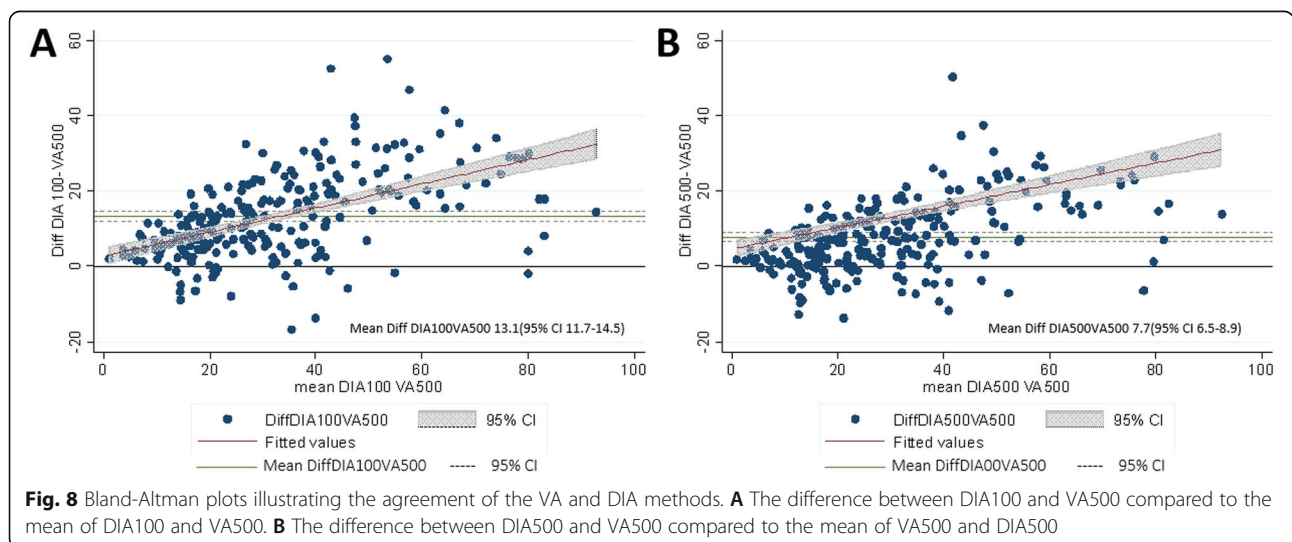 A
60
40
20
0
-20
Diff DIA 100- VA500
Mean Diff DIA100VA500 13.1(95% CI 11.7-14.5)
0 20 40 60 80 100
mean DIA100 VA500
DiffDIA100VA500 95% CI
Fitted values
Mean DiffDIA100VA500 95% CI
B
60
40
20
0
-20
Diff DIA 500- VA500
Mean Diff DIA500VA500 7.7(95% CI 6.5-8.9)
0 20 40 60 80 100
mean DIA500 VA500
DiffDIA500VA500 95% CI
Fitted values
Mean DiffDIA00VA500 95% CI
Fig. 8 Bland-Altman plots illustrating the agreement of the VA and DIA methods. A The difference between DIA100 and VA500 compared to the
mean of DIA100 and VA500. B The difference between DIA500 and VA500 compared to the mean of VA500 and DIA500